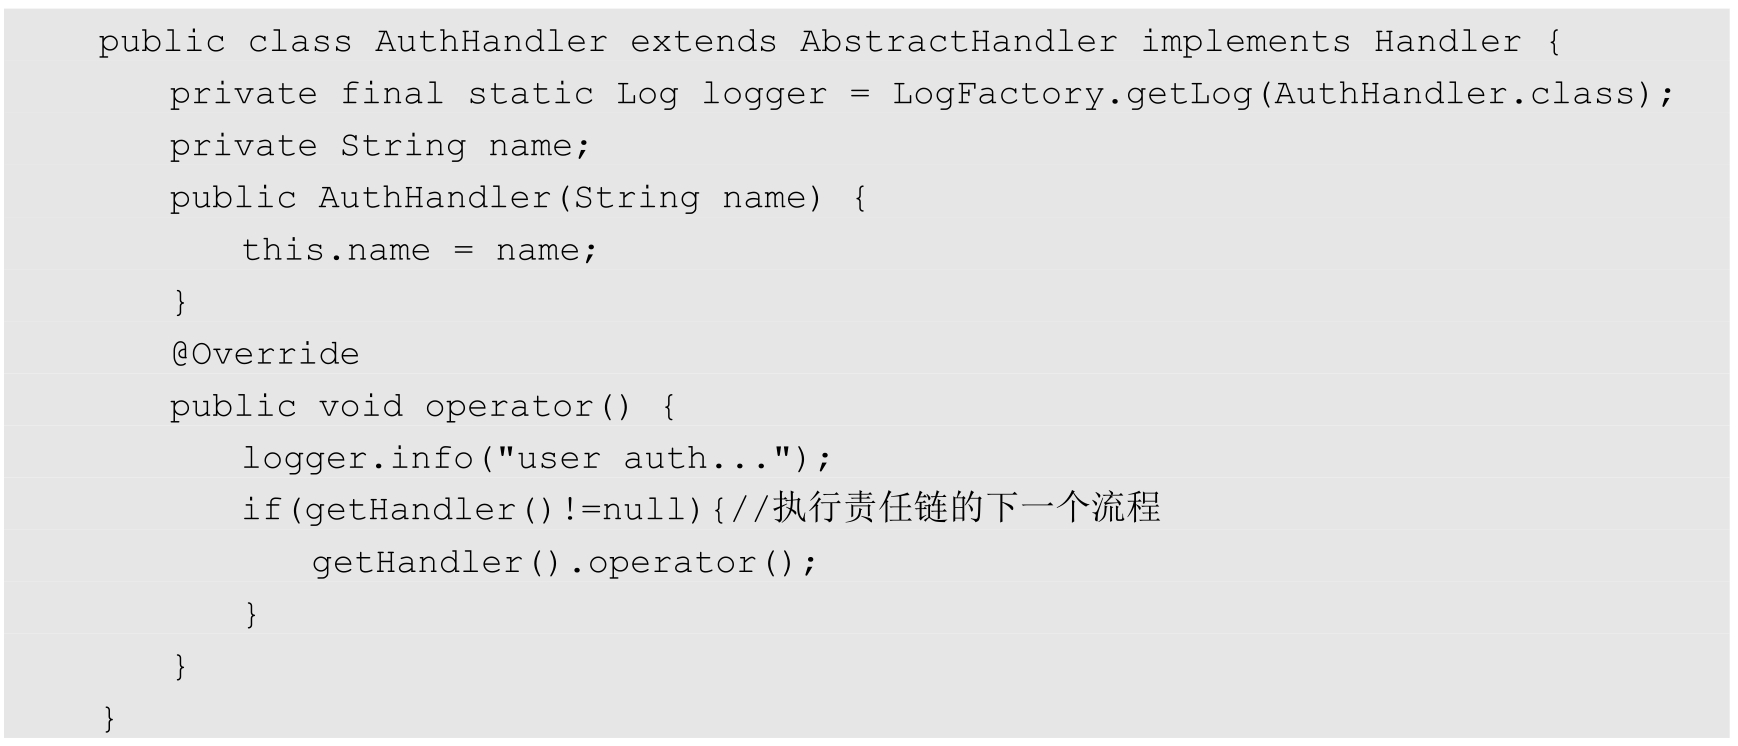 public class AuthHandler extends AbstractHandler implements Handler {
private final static Log logger = LogFactory.getLog(AuthHandler.class);
private String name;
public AuthHandler(String name) {
this.name = name;
}
@Override
public void operator() {
logger.info("user auth...");
if(getHandler()!=null){//执行责任链的下一个流程
getHandler().operator();
}
}
}